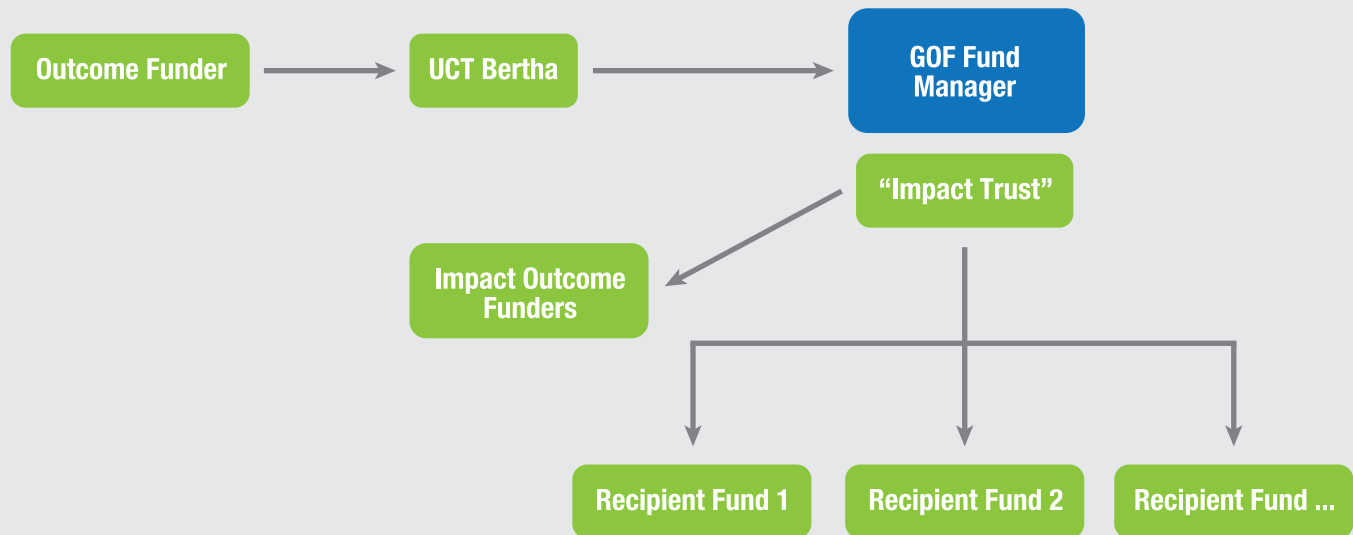 Outcome Funder
UCT Bertha
GOF Fund
Manager
“Impact Trust”
Impact Outcome
Funders
Recipient Fund 1
Recipient Fund 2
Recipient Fund ...